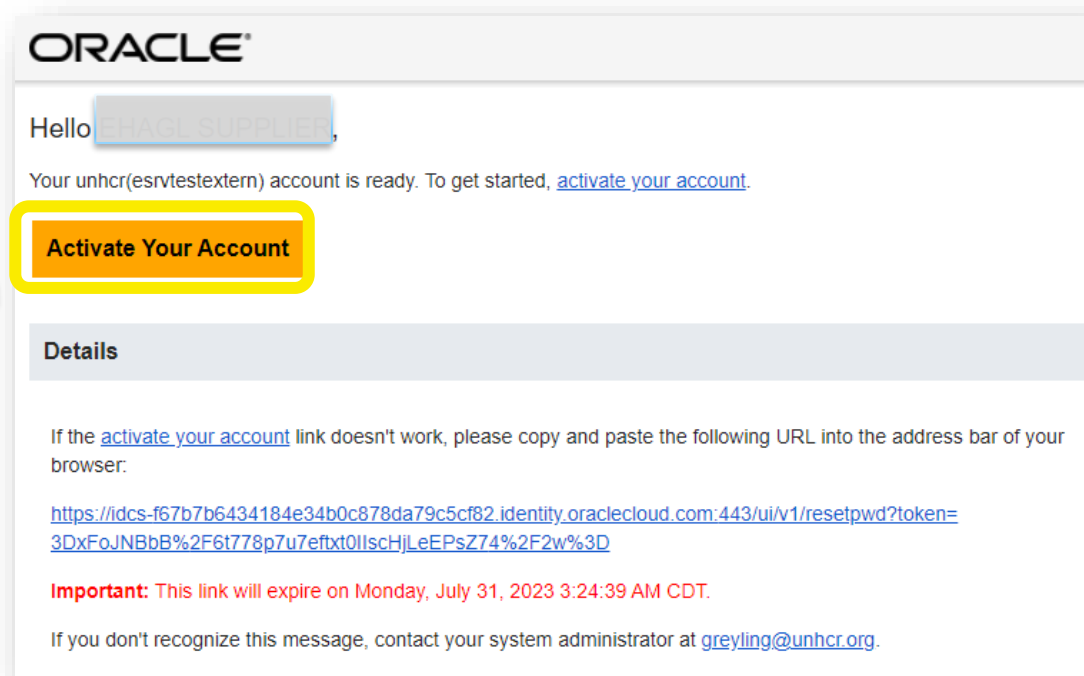 ORACLE
Hello EHAGL SUPPLIER,
Your unhcr(esrvtestextern) account is ready. To get started, activate your account.
Activate Your Account
Details
If the activate your account link doesn't work, please copy and paste the following URL into the address bar of your
browser:
https://idcs-f67b7b6434184e34b0c878da79c5cf82.identity.oraclecloud.com:443/ui/v1/resetpwd?token=
3DxFoJNBbB%2F6t778p7u7eftxt0IIscHjLeEPsZ74%2F2w%3D
Important: This link will expire on Monday, July 31, 2023 3:24:39 AM CDT.
If you don't recognize this message, contact your system administrator at greyling@unhcr.org.